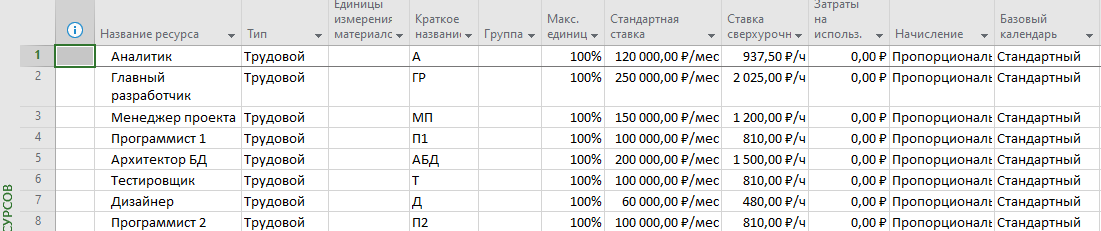 Название ресурса Тип Единицы измерения материало Краткое названи Группа Макс. единиц Стандартная ставка Ставка сверхурочн Затраты на использ. Начисление Базовый календарь
1 Аналитик Трудовой А 100% 120 000,00 ₽/мес 937,50 ₽/ч 0,00 ₽ Пропорциональ Стандартный
2 Главный разработчик Трудовой ГР 100% 250 000,00 ₽/мес 2 025,00 ₽/ч 0,00 ₽ Пропорциональ Стандартный
3 Менеджер проекта Трудовой МП 100% 150 000,00 ₽/мес 1 200,00 ₽/ч 0,00 ₽ Пропорциональ Стандартный
4 Программист 1 Трудовой П1 100% 100 000,00 ₽/мес 810,00 ₽/ч 0,00 ₽ Пропорциональ Стандартный
5 Архитектор БД Трудовой АБД 100% 200 000,00 ₽/мес 1 500,00 ₽/ч 0,00 ₽ Пропорциональ Стандартный
6 Тестировщик Трудовой Т 100% 100 000,00 ₽/мес 810,00 ₽/ч 0,00 ₽ Пропорциональ Стандартный
7 Дизайнер Трудовой Д 100% 60 000,00 ₽/мес 480,00 ₽/ч 0,00 ₽ Пропорциональ Стандартный
8 Программист 2 Трудовой П2 100% 100 000,00 ₽/мес 810,00 ₽/ч 0,00 ₽ Пропорциональ Стандартный
СУРСОВ